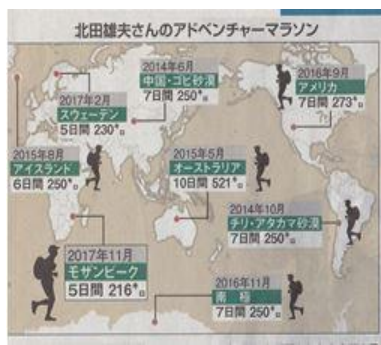 北田雄夫さんのアドベンチャーマラソン
2014年6月
中国・ゴビ砂漠
7日間 250㌔
2016年9月
アメリカ
7日間 273㌔
2017年2月
スウェーデン
5日間 230㌔
2015年8月
アイスランド
6日間 250㌔
2015年5月
オーストラリア
10日間 521㌔
2014年10月
チリ・アタカマ砂漠
7日間 250㌔
2017年11月
モザンビーク
5日間 216㌔
2016年11月
南極
7日間 250㌔